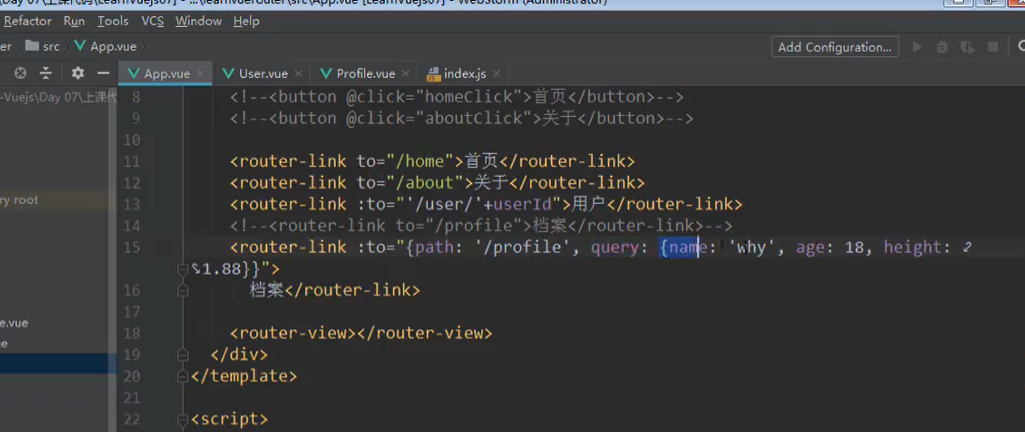 Day 07\上课代码\LearnVuejs07] - ...\learnvuerouter\src\App.vue [LearnVuejs07] - WebStorm (Administrator)
Refactor Run Tools VCS Window Help
er src App.vue Add Configuration...
App.vue User.vue Profile.vue index.js
-Vuejs\Day 07\上课代
ry root
e.vue
e
8 <!--<button @click="homeClick">首页</button>-->
9 <!--<button @click="aboutClick">关于</button>-->
10
11 <router-link to="/home">首页</router-link>
12 <router-link to="/about">关于</router-link>
13 <router-link :to="'/user/'+userId">用户</router-link>
14 <!--<router-link to="/profile">档案</router-link>-->
15 <router-link :to="{path: '/profile', query: {name: 'why', age: 18, height:
1.88}}">
16 档案</router-link>
17
18 <router-view></router-view>
19 </div>
20 </template>
21
22 <script>